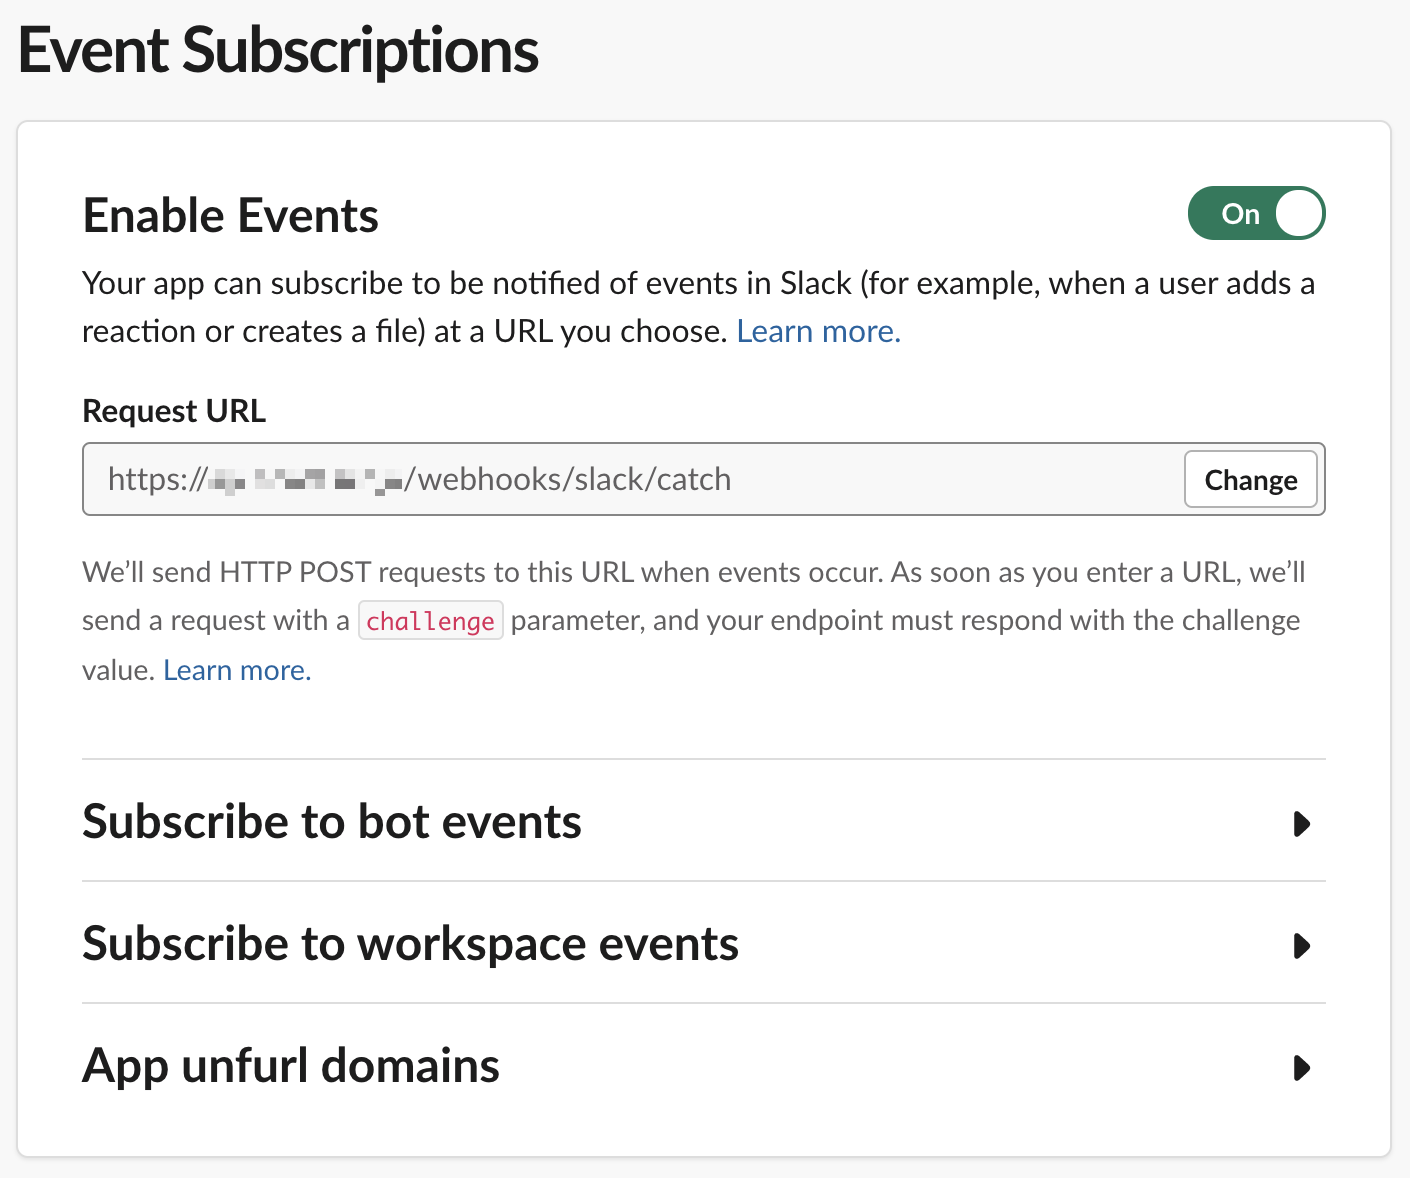 Event Subscriptions
Enable Events
On
Your app can subscribe to be notified of events in Slack (for example, when a user adds a
reaction or creates a file) at a URL you choose. Learn more.
Request URL
https:// /webhooks/slack/catch
Change
We’ll send HTTP POST requests to this URL when events occur. As soon as you enter a URL, we’ll
send a request with a challenge parameter, and your endpoint must respond with the challenge
value. Learn more.
Subscribe to bot events
Subscribe to workspace events
App unfurl domains